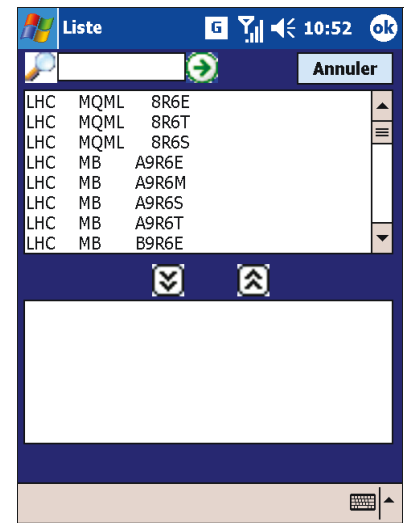 Liste G 10:52 ok
Annuler
LHC MQML 8R6E
LHC MQML 8R6T
LHC MQML 8R6S
LHC MB A9R6E
LHC MB A9R6M
LHC MB A9R6S
LHC MB A9R6T
LHC MB B9R6E